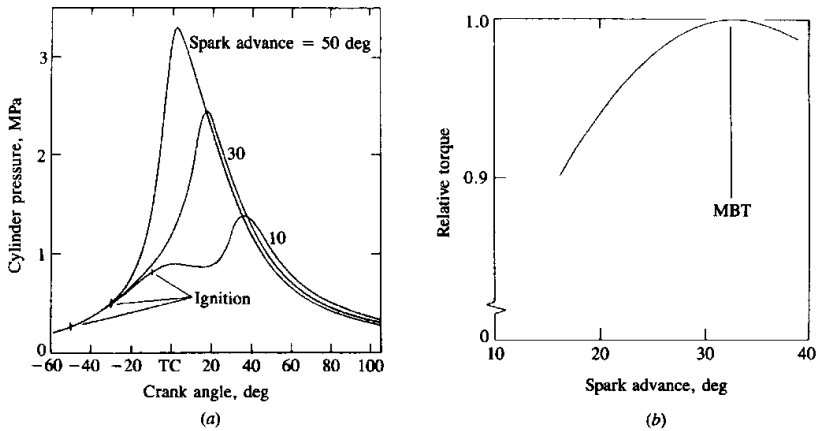 Spark advance = 50 deg
30
10
Ignition
3
2
1
0
−60 −40 −20 TC 20 40 60 80 100
Cylinder pressure, MPa
Crank angle, deg
(a)
1.0
0.9
0
MBT
10 20 30 40
Relative torque
Spark advance, deg
(b)